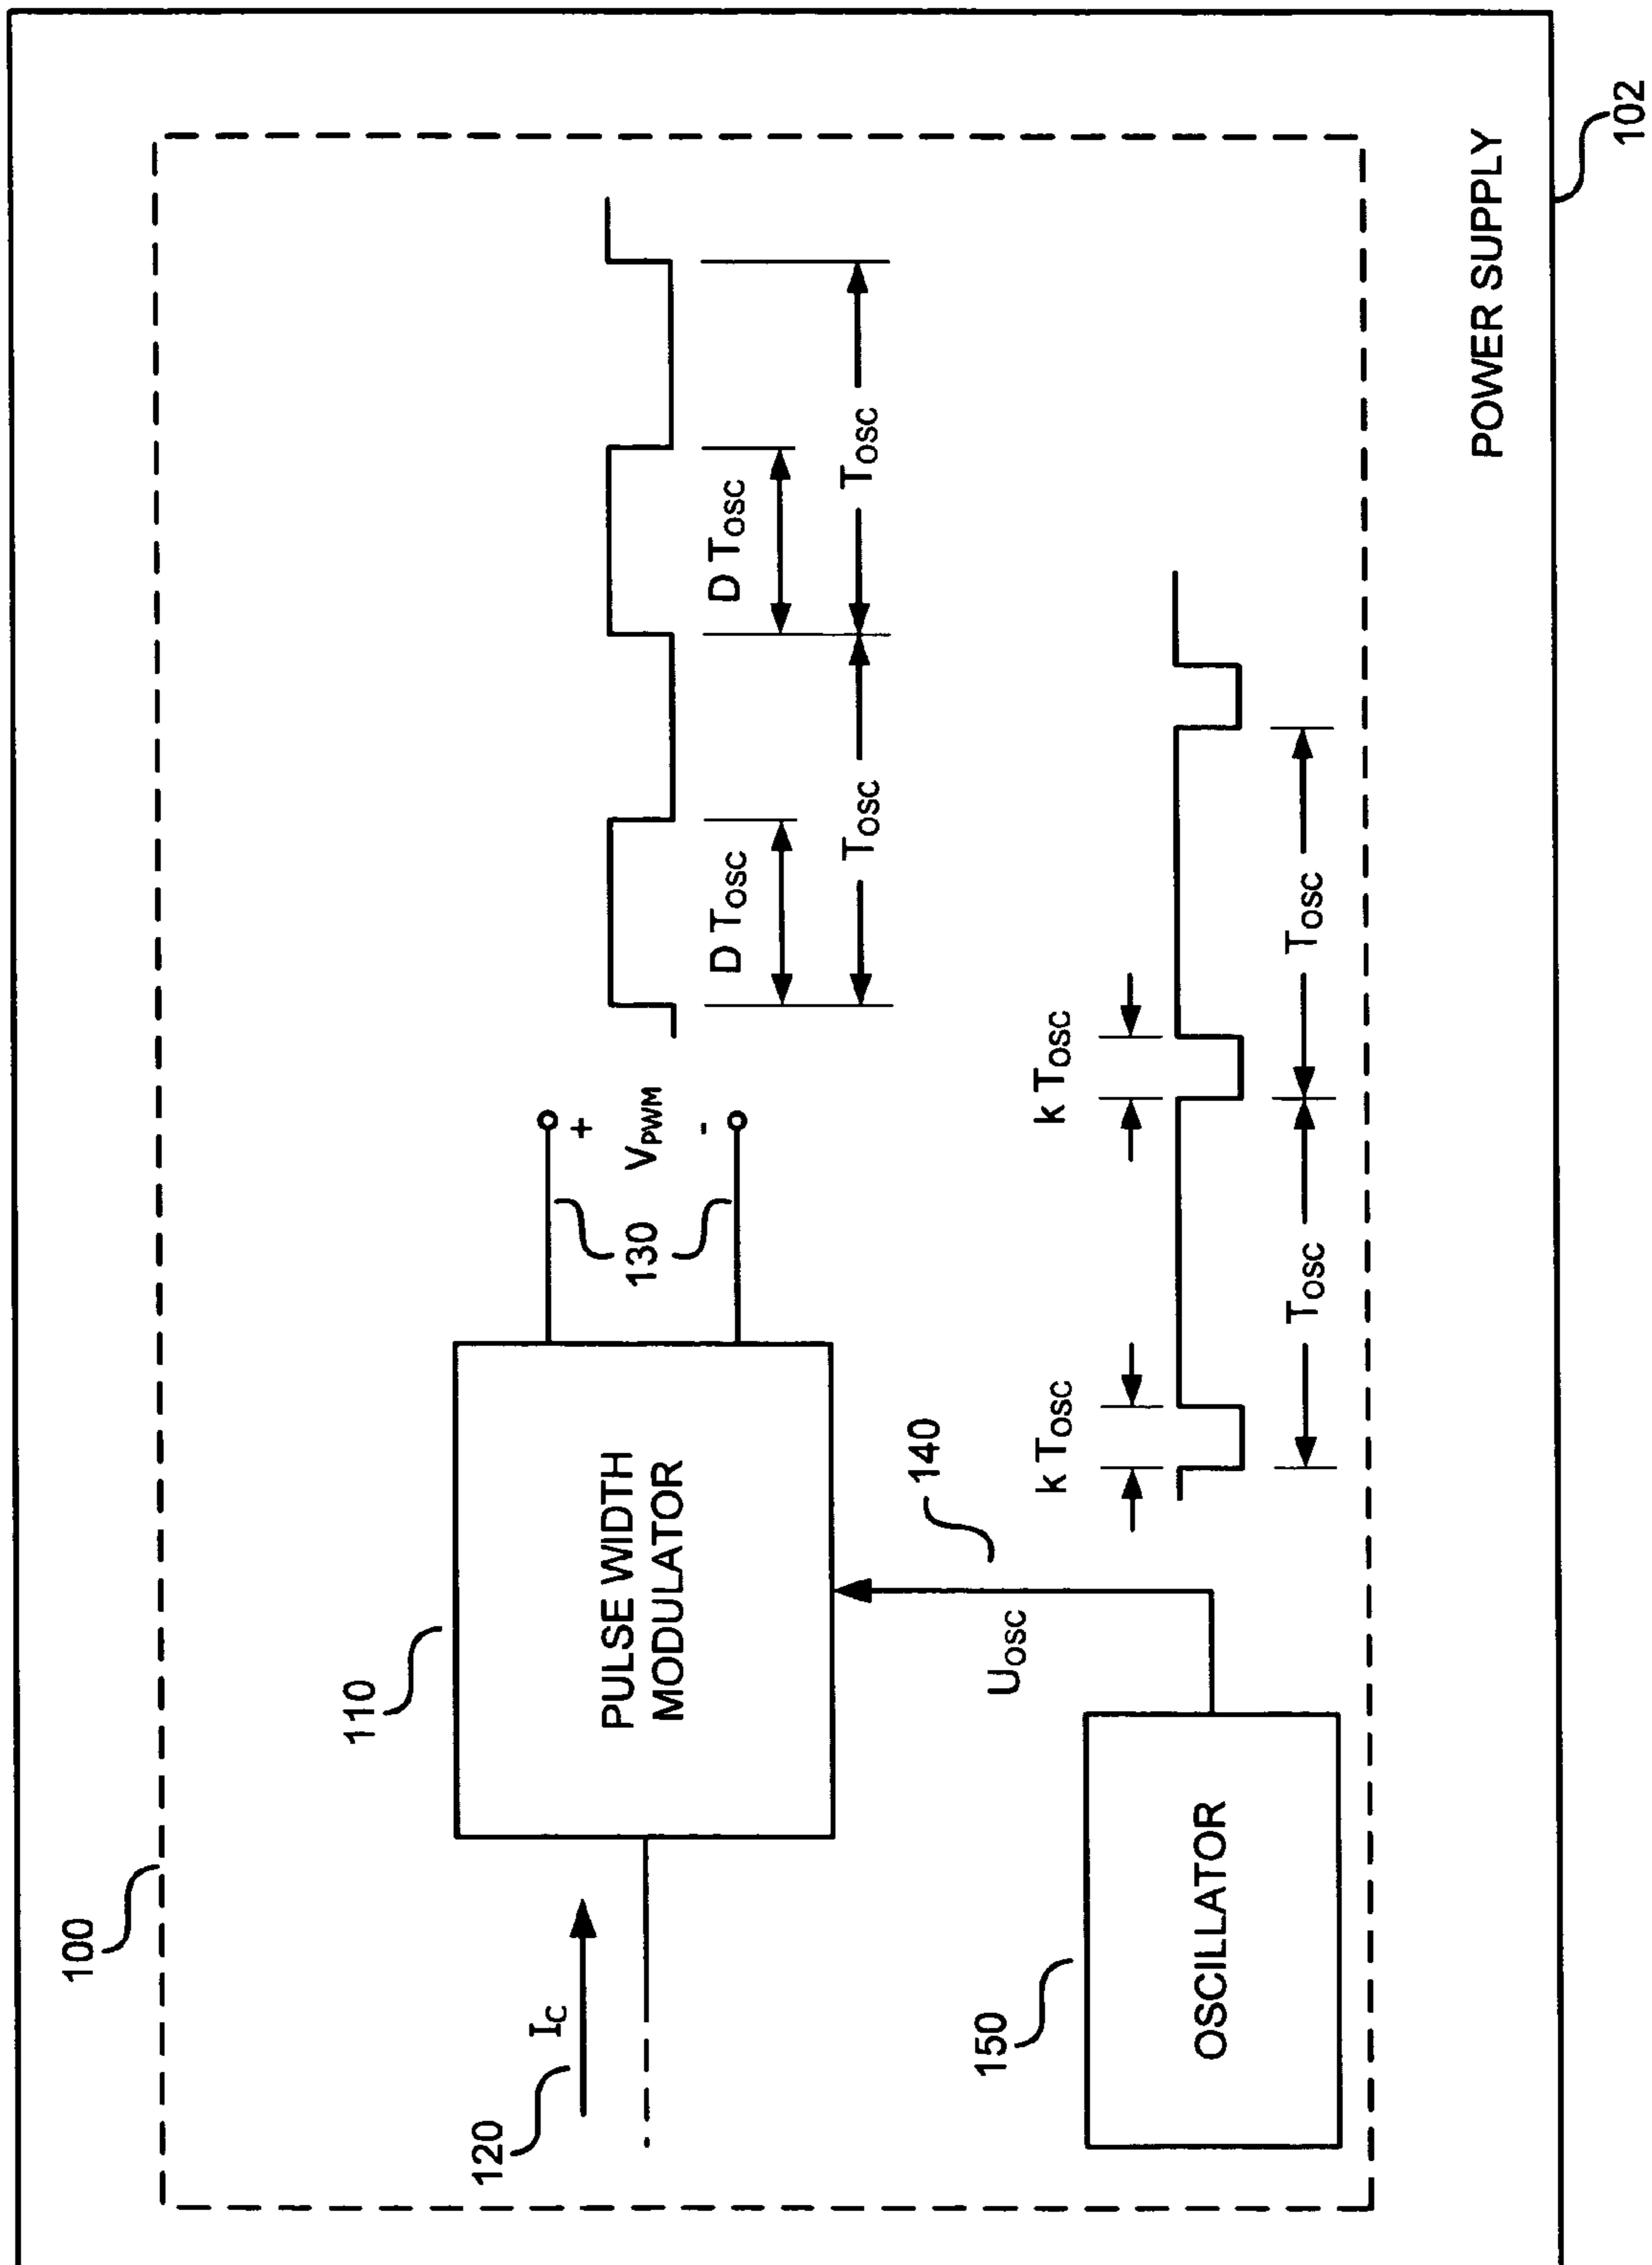 100
110
120
I_C
PULSE WIDTH
MODULATOR
130
+
V_PWM
-
D T_OSC
D T_OSC
T_OSC
T_OSC
140
U_OSC
150
OSCILLATOR
k T_OSC
k T_OSC
T_OSC
T_OSC
POWER SUPPLY
102